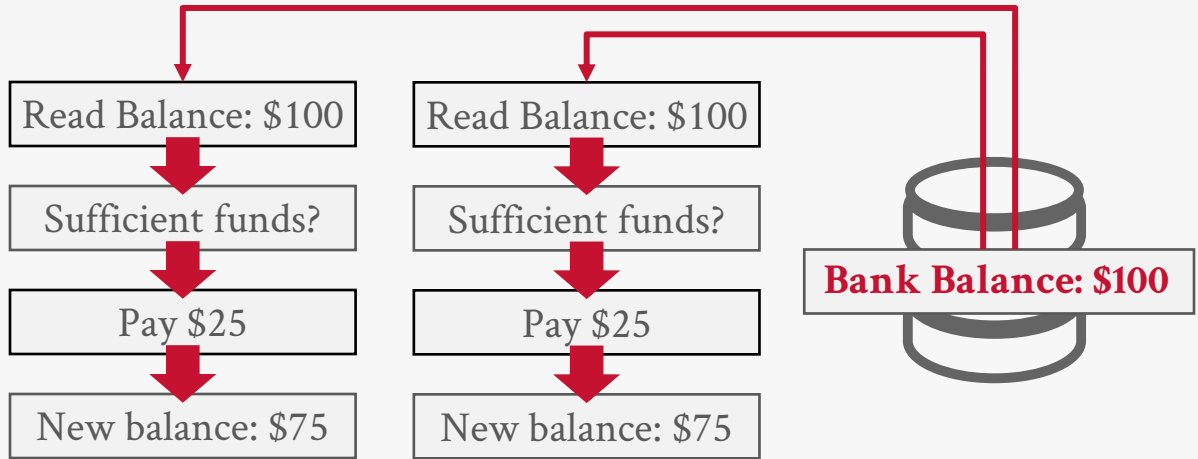 Read Balance: $100
Sufficient funds?
Pay $25
New balance: $75
Read Balance: $100
Sufficient funds?
Pay $25
New balance: $75
Bank Balance: $100